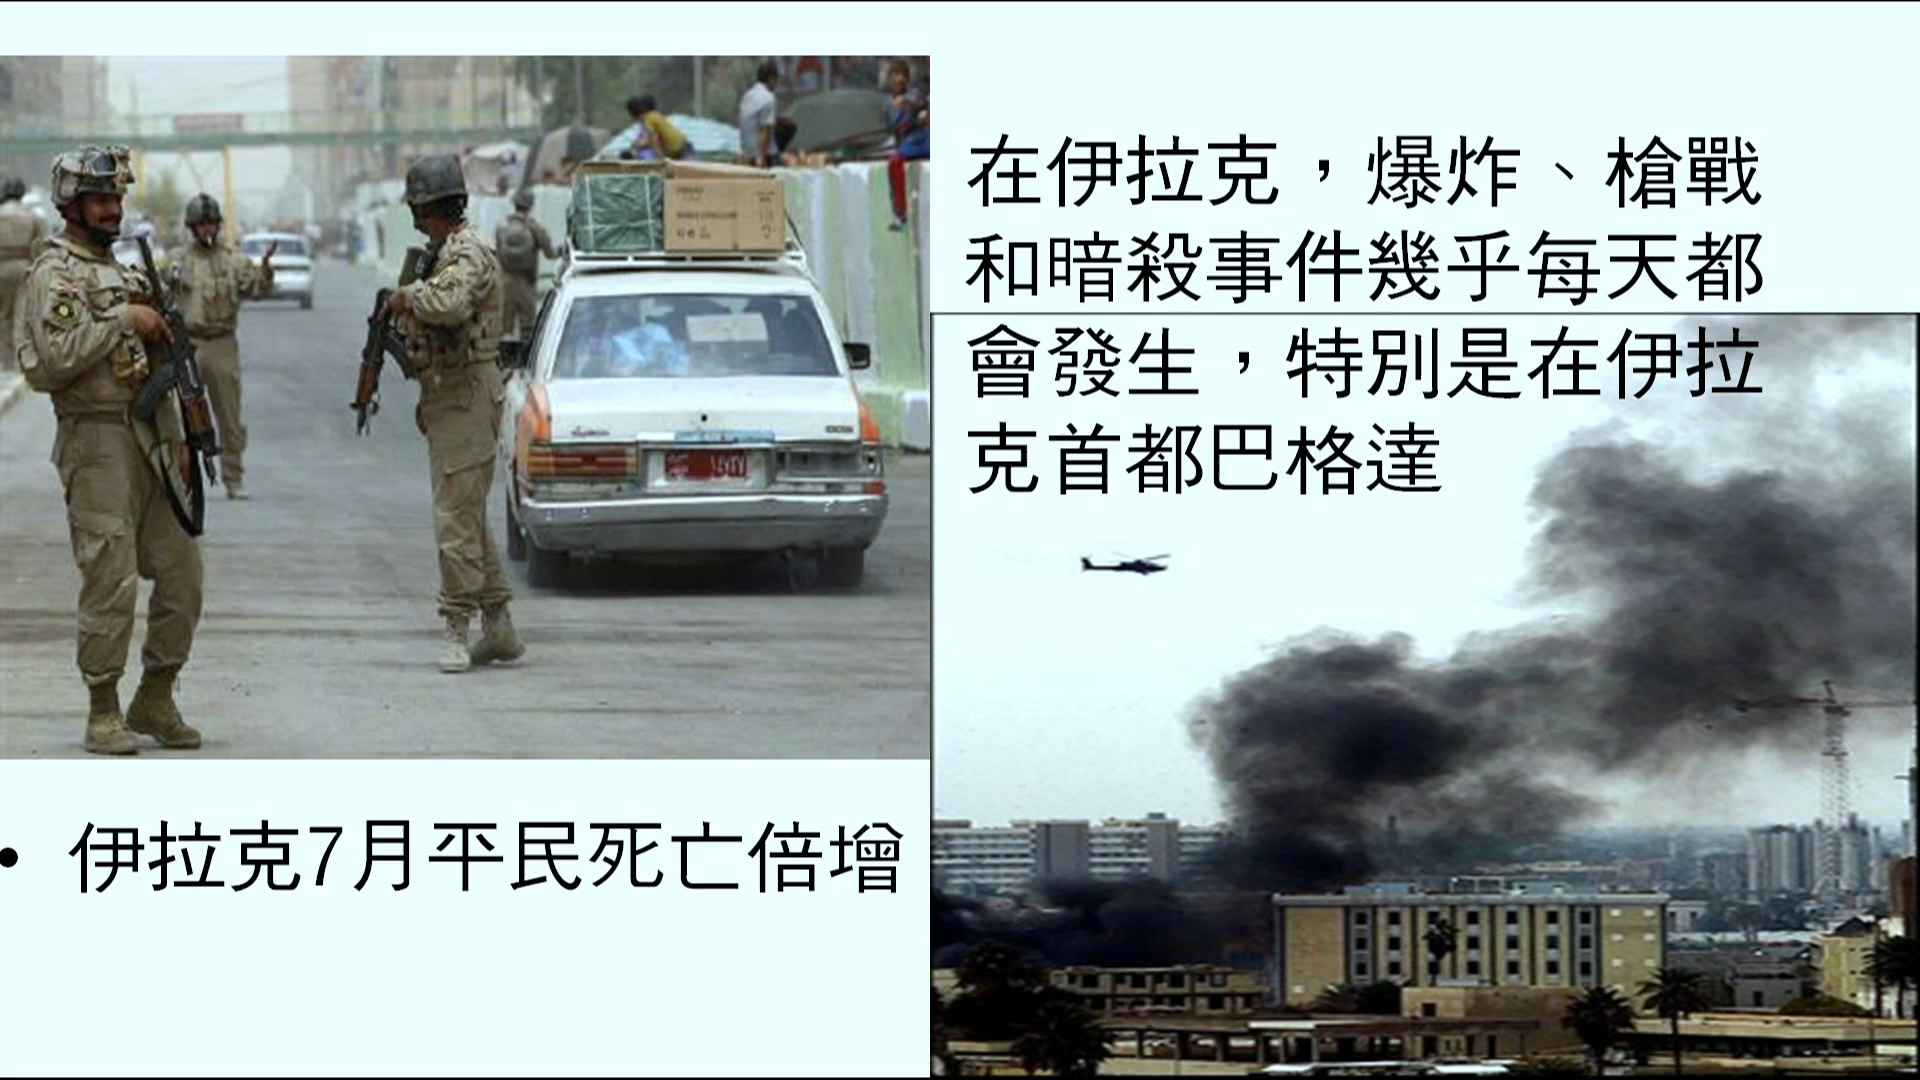 在伊拉克，爆炸、槍戰
和暗殺事件幾乎每天都
會發生，特別是在伊拉
克首都巴格達
• 伊拉克7月平民死亡倍增